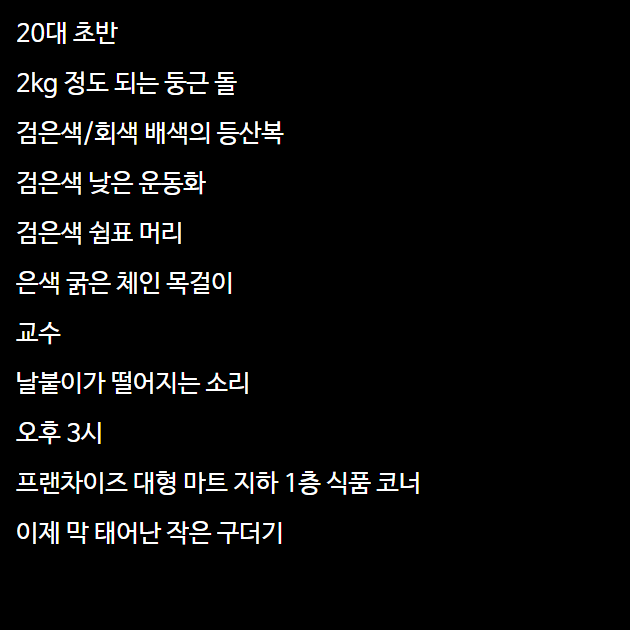 20대 초반
2kg 정도 되는 둥근 돌
검은색/회색 배색의 등산복
검은색 낮은 운동화
검은색 쉼표 머리
은색 굵은 체인 목걸이
교수
날붙이가 떨어지는 소리
오후 3시
프랜차이즈 대형 마트 지하 1층 식품 코너
이제 막 태어난 작은 구더기